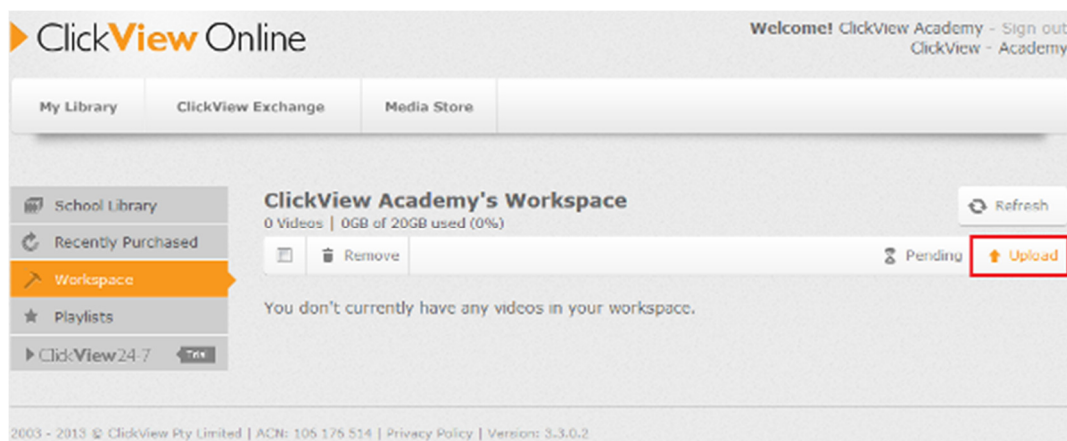 ClickView Online
Welcome! ClickView Academy - Sign out
ClickView - Academy
My Library
ClickView Exchange
Media Store
School Library
Recently Purchased
Workspace
Playlists
ClickView24-7
ClickView Academy's Workspace
0 Videos | 0GB of 20GB used (0%)
Refresh
Remove
Pending
Upload
You don't currently have any videos in your workspace.
2003 - 2013 © ClickView Pty Limited | ACN: 106 176 514 | Privacy Policy | Version: 3.3.0.2